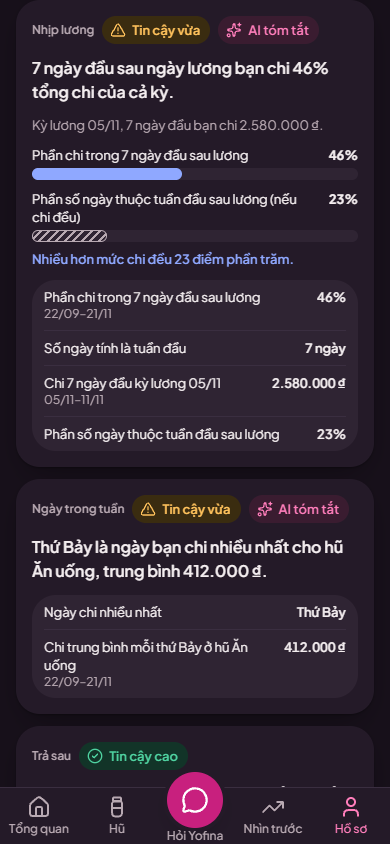 Nhịp lương
Tin cậy vừa
AI tóm tắt
7 ngày đầu sau ngày lương bạn chi 46%
tổng chi của cả kỳ.
Kỳ lương 05/11, 7 ngày đầu bạn chi 2.580.000 ₫.
Phần chi trong 7 ngày đầu sau lương 46%
Phần số ngày thuộc tuần đầu sau lương (nếu 23%
chi đều)
Nhiều hơn mức chi đều 23 điểm phần trăm.
Phần chi trong 7 ngày đầu sau lương 46%
22/09–21/11
Số ngày tính là tuần đầu 7 ngày
Chi 7 ngày đầu kỳ lương 05/11 2.580.000 ₫
05/11–11/11
Phần số ngày thuộc tuần đầu sau lương 23%
Ngày trong tuần
Tin cậy vừa
AI tóm tắt
Thứ Bảy là ngày bạn chi nhiều nhất cho hũ
Ăn uống, trung bình 412.000 ₫.
Ngày chi nhiều nhất Thứ Bảy
Chi trung bình mỗi thứ Bảy ở hũ Ăn 412.000 ₫
uống
22/09–21/11
Trả sau
Tin cậy cao
Tổng quan
Hũ
Hỏi Yofina
Nhìn trước
Hồ sơ